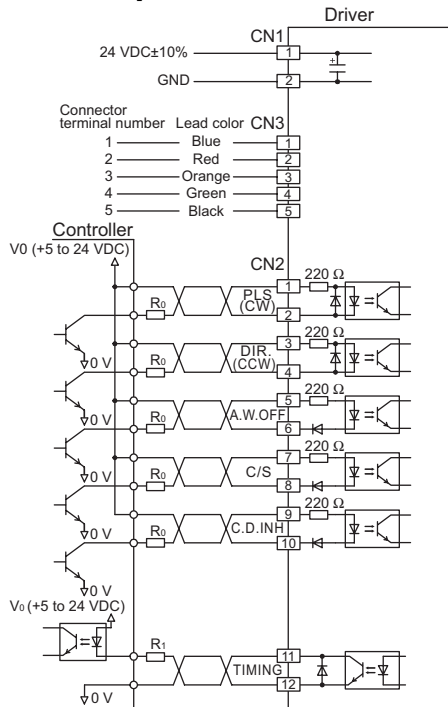 Driver
CN1
24 VDC±10%
1
GND
2
Connector
terminal number
Lead color
CN3
1 Blue 1
2 Red 2
3 Orange 3
4 Green 4
5 Black 5
Controller
V0 (+5 to 24 VDC)
CN2
1
220 Ω
R0
PLS
(CW)
2
0 V
3
220 Ω
R0
DIR.
(CCW)
4
0 V
5
220 Ω
R0
A.W.OFF
6
0 V
7
220 Ω
R0
C/S
8
0 V
9
220 Ω
R0
C.D.INH
10
0 V
V0 (+5 to 24 VDC)
R1
11
TIMING
12
0 V